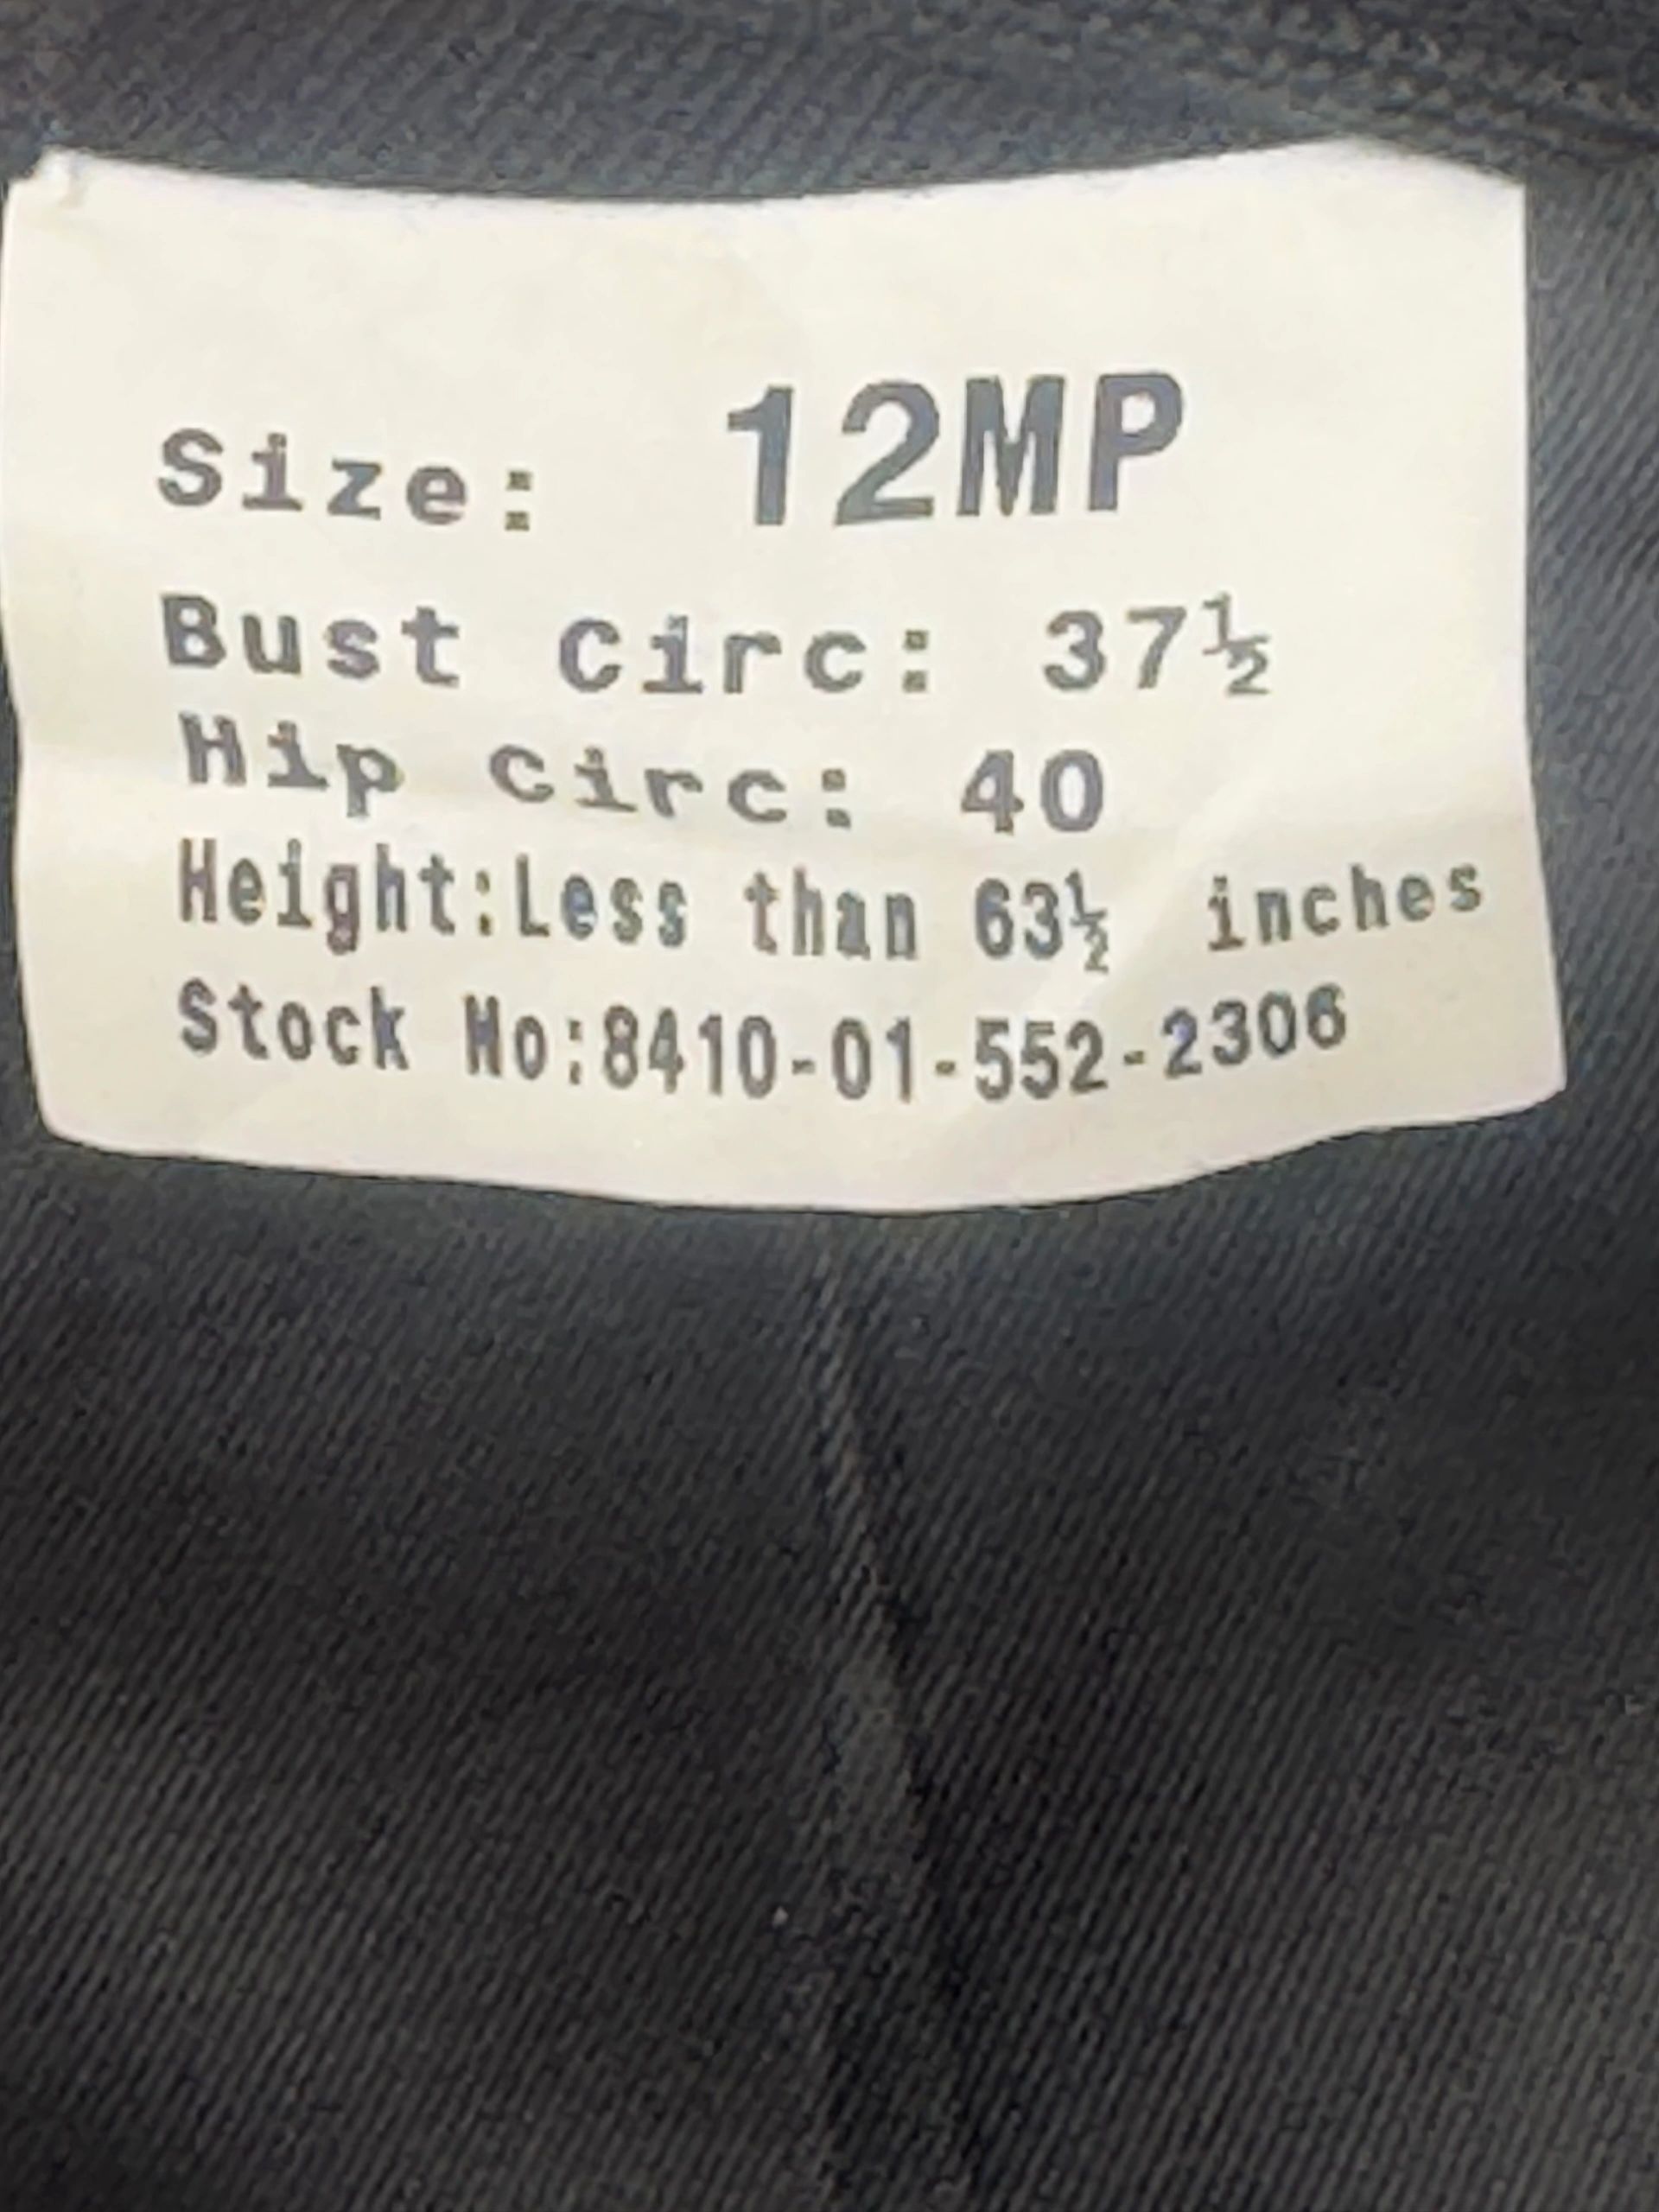 Size: 12MP
Bust Circ: 37½
Hip Circ: 40
Height:Less than 63½ inches
Stock No:8410-01-552-2306